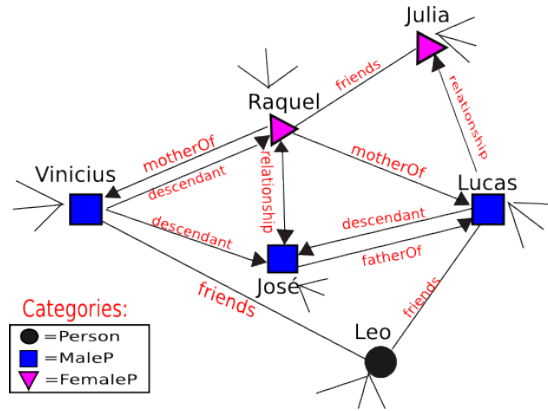 Julia
friends
Raquel
relationship
motherOf
Vinicius
descendant
relationship
motherOf
Lucas
descendant
descendant
fatherOf
José
friends
friends
Categories:
Leo
=Person
=MaleP
=FemaleP